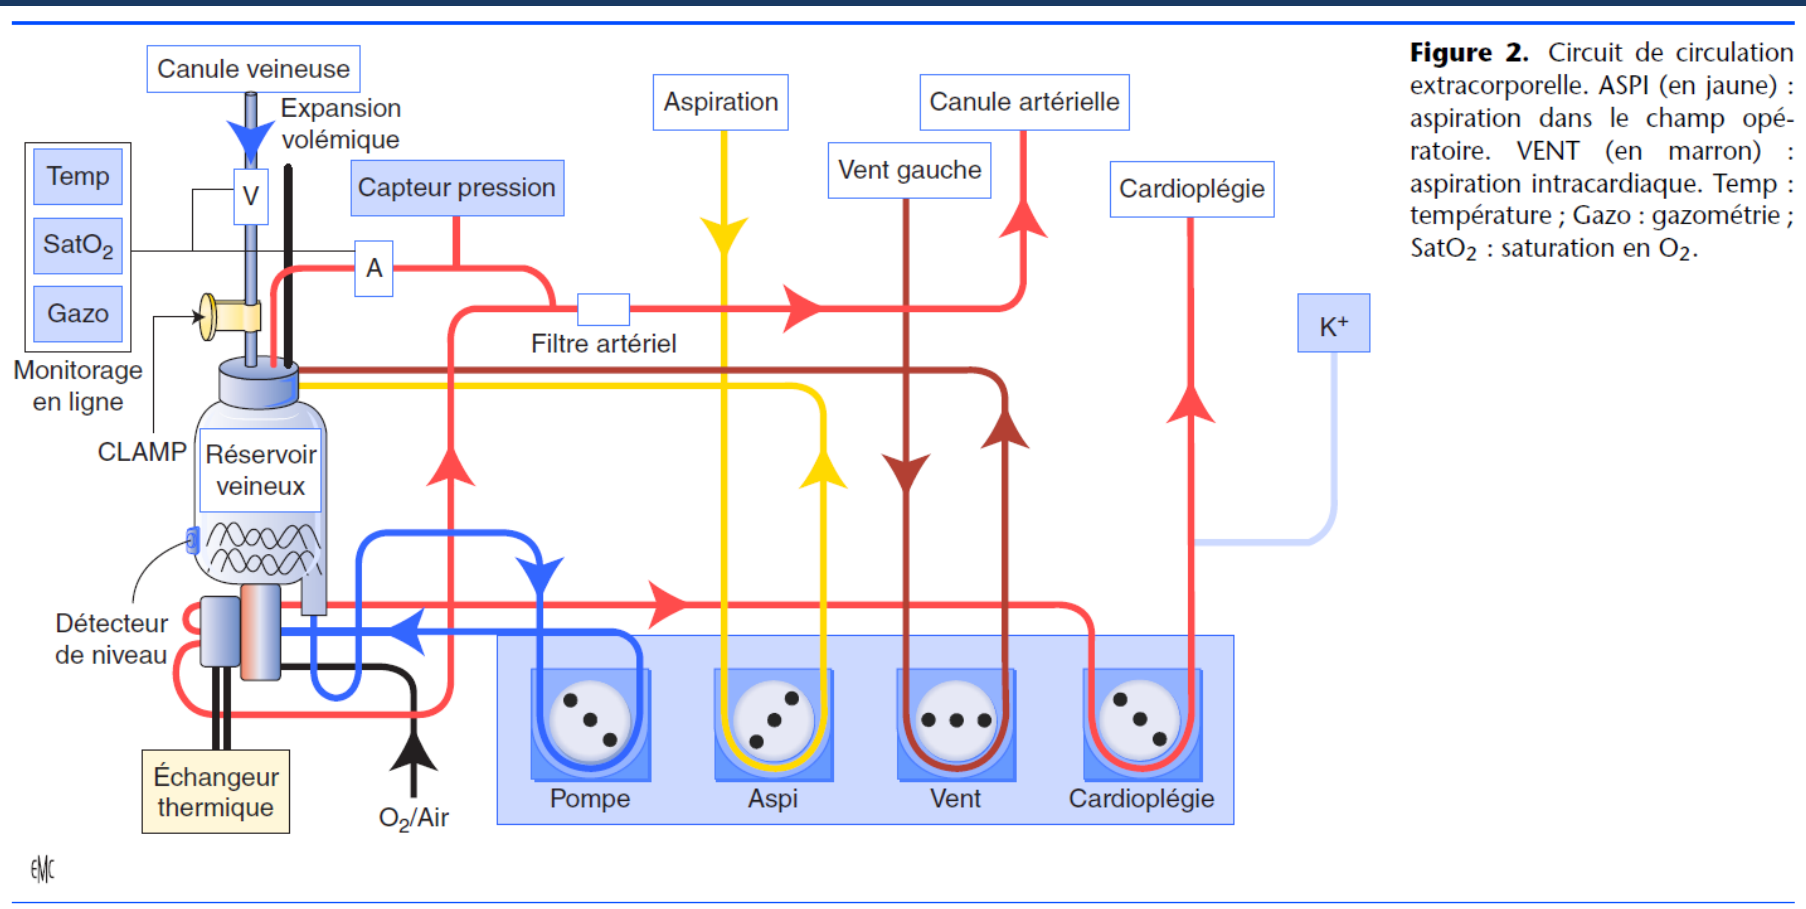 Canule veineuse
Expansion
volémique
Temp
SatO2
Gazo
Monitorage
en ligne
CLAMP
V
Capteur pression
A
Filtre artériel
Aspiration
Vent gauche
Canule artérielle
Cardioplégie
K+
Réservoir
veineux
Détecteur
de niveau
Échangeur
thermique
O2/Air
Pompe
Aspi
Vent
Cardioplégie
EMC
Figure 2. Circuit de circulation
extracorporelle. ASPI (en jaune) :
aspiration dans le champ opé-
ratoire. VENT (en marron) :
aspiration intracardiaque. Temp :
température ; Gazo : gazométrie ;
SatO2 : saturation en O2.